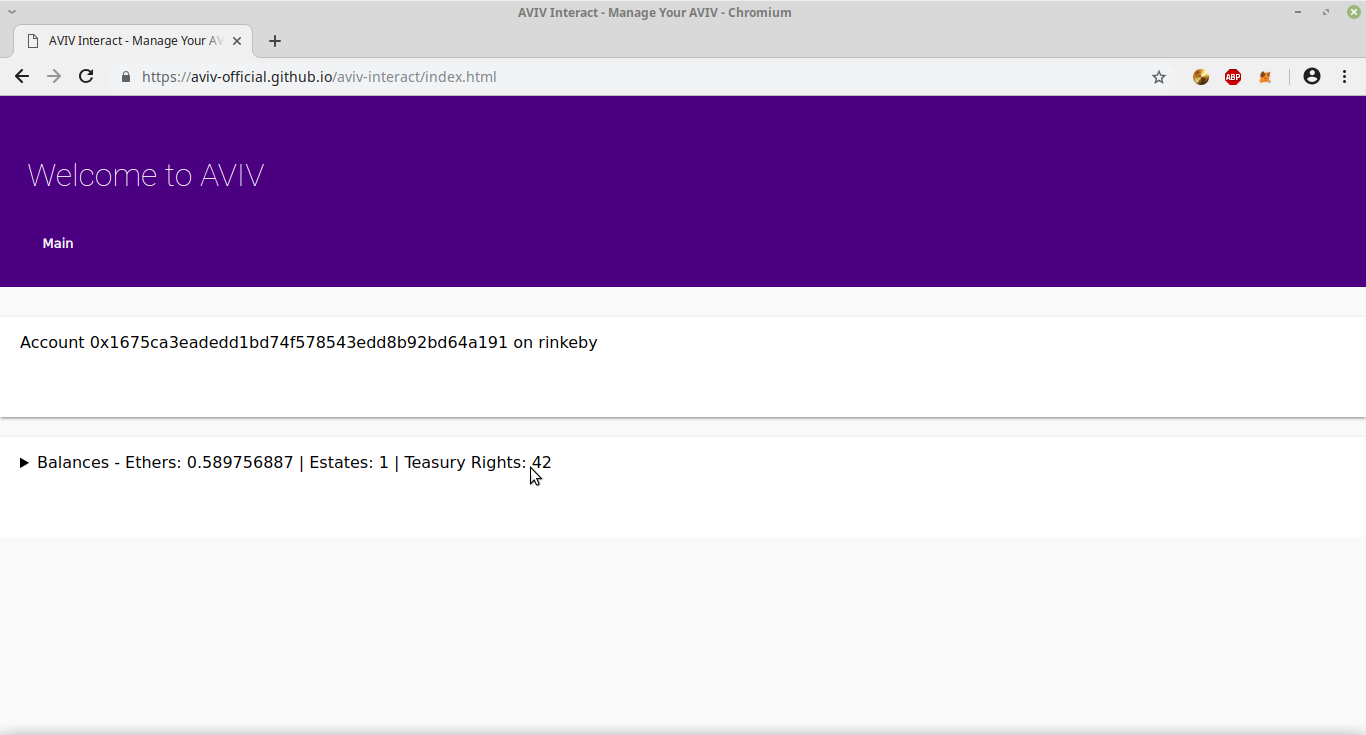 AVIV Interact - Manage Your AVIV - Chromium
AVIV Interact - Manage Your AV
https://aviv-official.github.io/aviv-interact/index.html
ABP
Welcome to AVIV
Main
Account 0x1675ca3eadedd1bd74f578543edd8b92bd64a191 on rinkeby
Balances - Ethers: 0.589756887 | Estates: 1 | Teasury Rights: 42